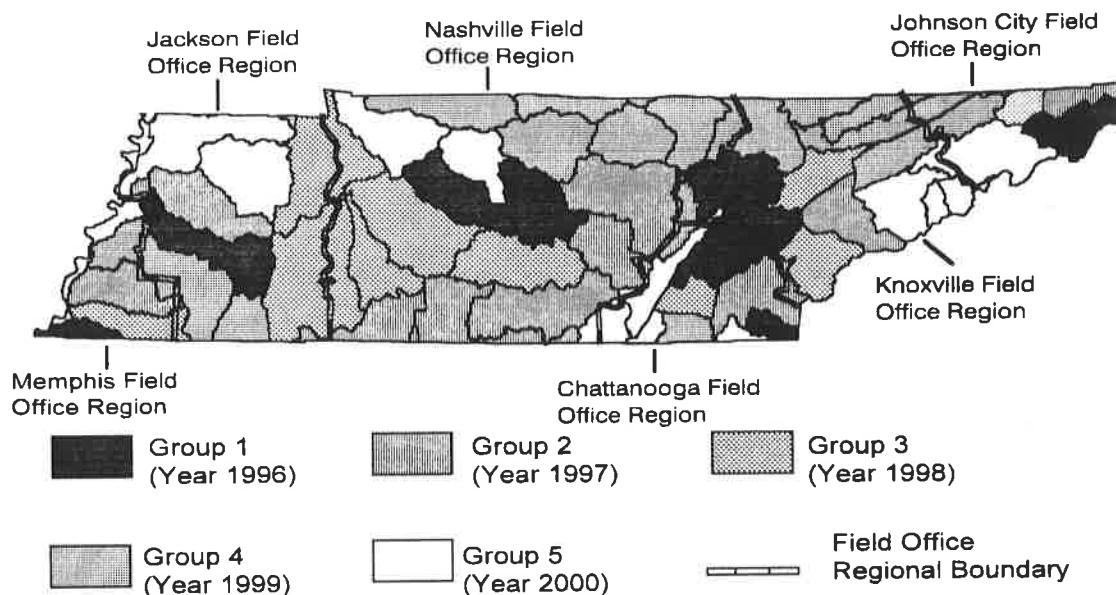 Jackson Field
Office Region
Nashville Field
Office Region
Johnson City Field
Office Region
Knoxville Field
Office Region
Memphis Field
Office Region
Chattanooga Field
Office Region
Group 1
(Year 1996)
Group 2
(Year 1997)
Group 3
(Year 1998)
Group 4
(Year 1999)
Group 5
(Year 2000)
Field Office
Regional Boundary